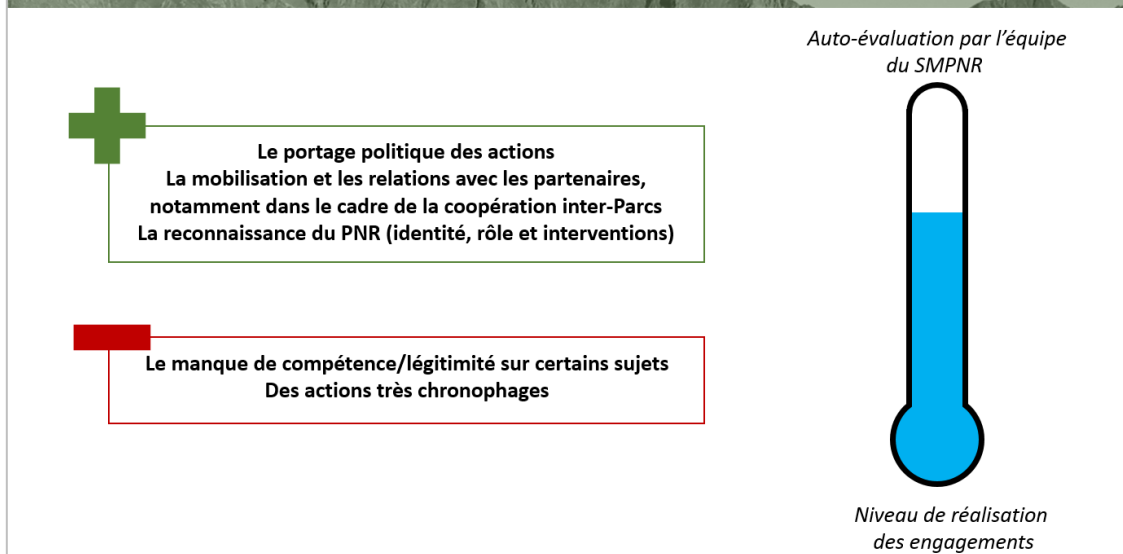 Auto-évaluation par l’équipe
du SMPNR
Le portage politique des actions
La mobilisation et les relations avec les partenaires,
notamment dans le cadre de la coopération inter-Parcs
La reconnaissance du PNR (identité, rôle et interventions)
Le manque de compétence/légitimité sur certains sujets
Des actions très chronophages
Niveau de réalisation
des engagements